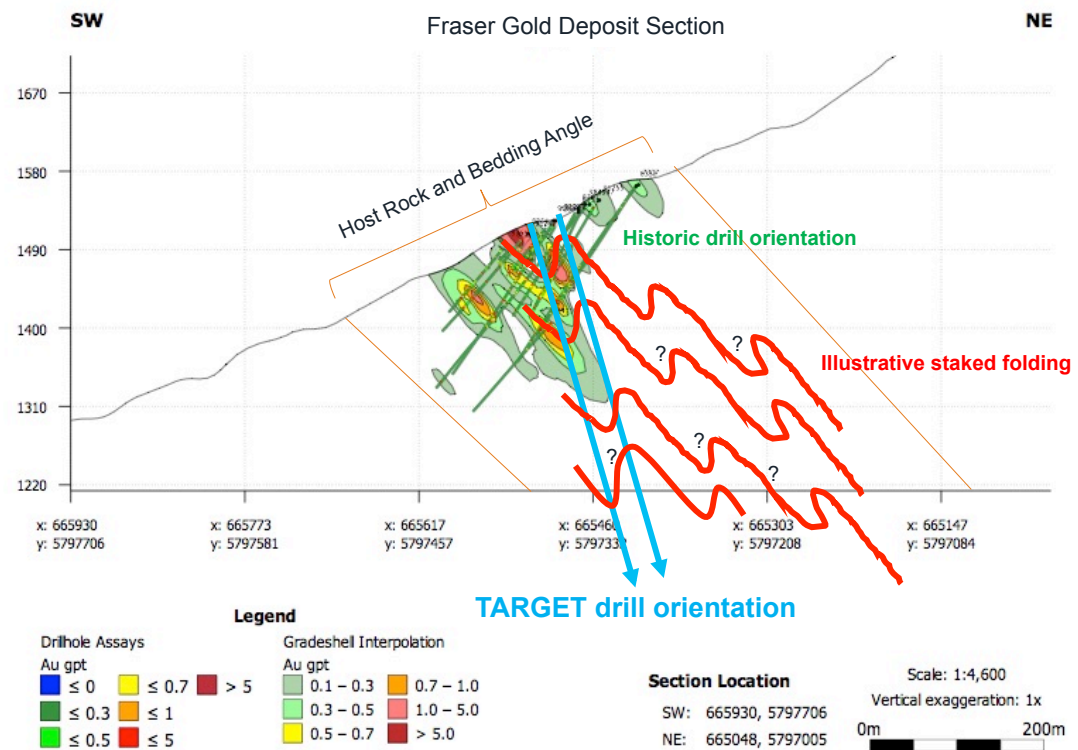 SW
Fraser Gold Deposit Section
NE
1670
1580
1490
1400
1310
1220
Host Rock and Bedding Angle
Historic drill orientation
Illustrative staked folding
?
?
?
?
?
x: 665930
y: 5797706
x: 665773
y: 5797581
x: 665517
y: 5797457
x: 66546
y: 579733
x: 665303
y: 5797208
x: 665147
y: 5797084
TARGET drill orientation
Legend
Drillhole Assays
Au gpt
≤ 0
≤ 0.7
> 5
≤ 0.3
≤ 1
≤ 0.5
≤ 5
Gradeshell Interpolation
Au gpt
0.1 – 0.3
0.7 – 1.0
0.3 – 0.5
1.0 – 5.0
0.5 – 0.7
> 5.0
Section Location
SW: 665930, 5797706
NE: 665048, 5797005
Scale: 1:4,600
Vertical exaggeration: 1x
0m
200m